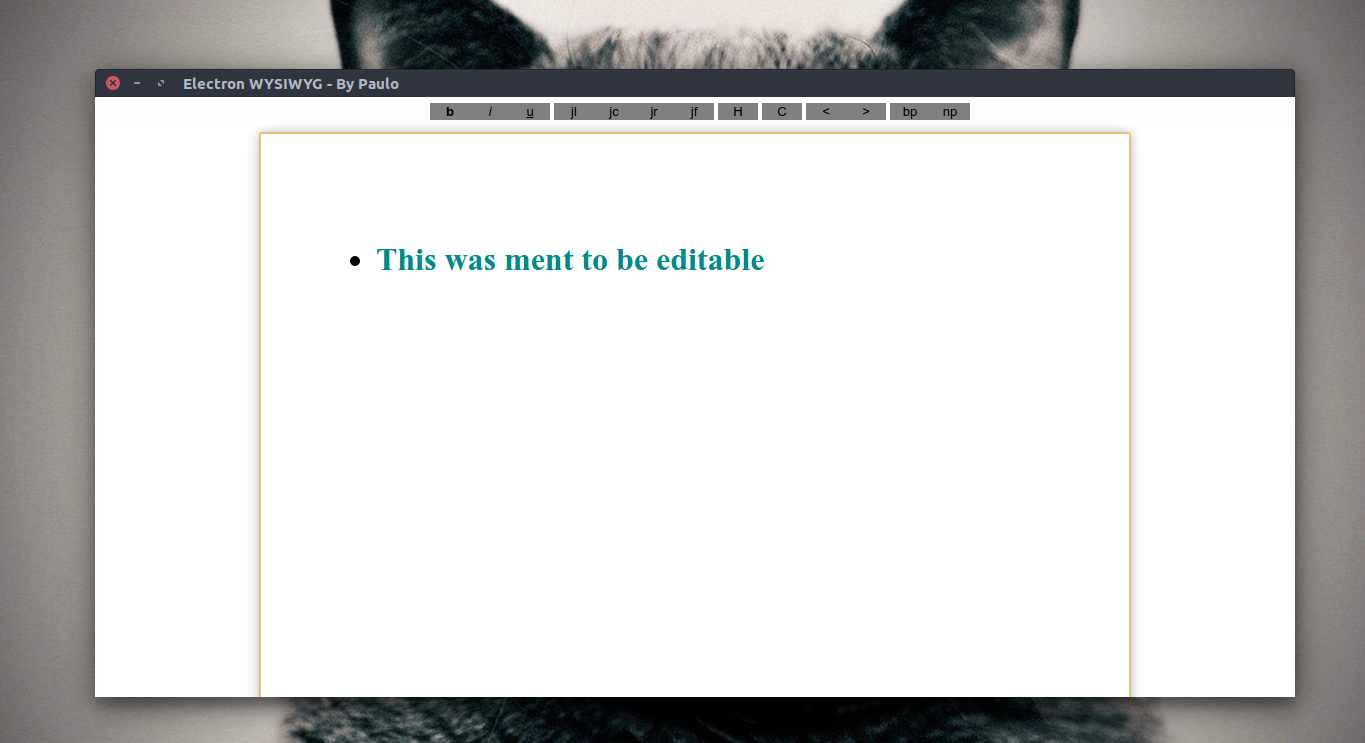 Electron WYSIWYG - By Paulo
b i u jl jc jr jf H C < > bp np
• This was ment to be editable